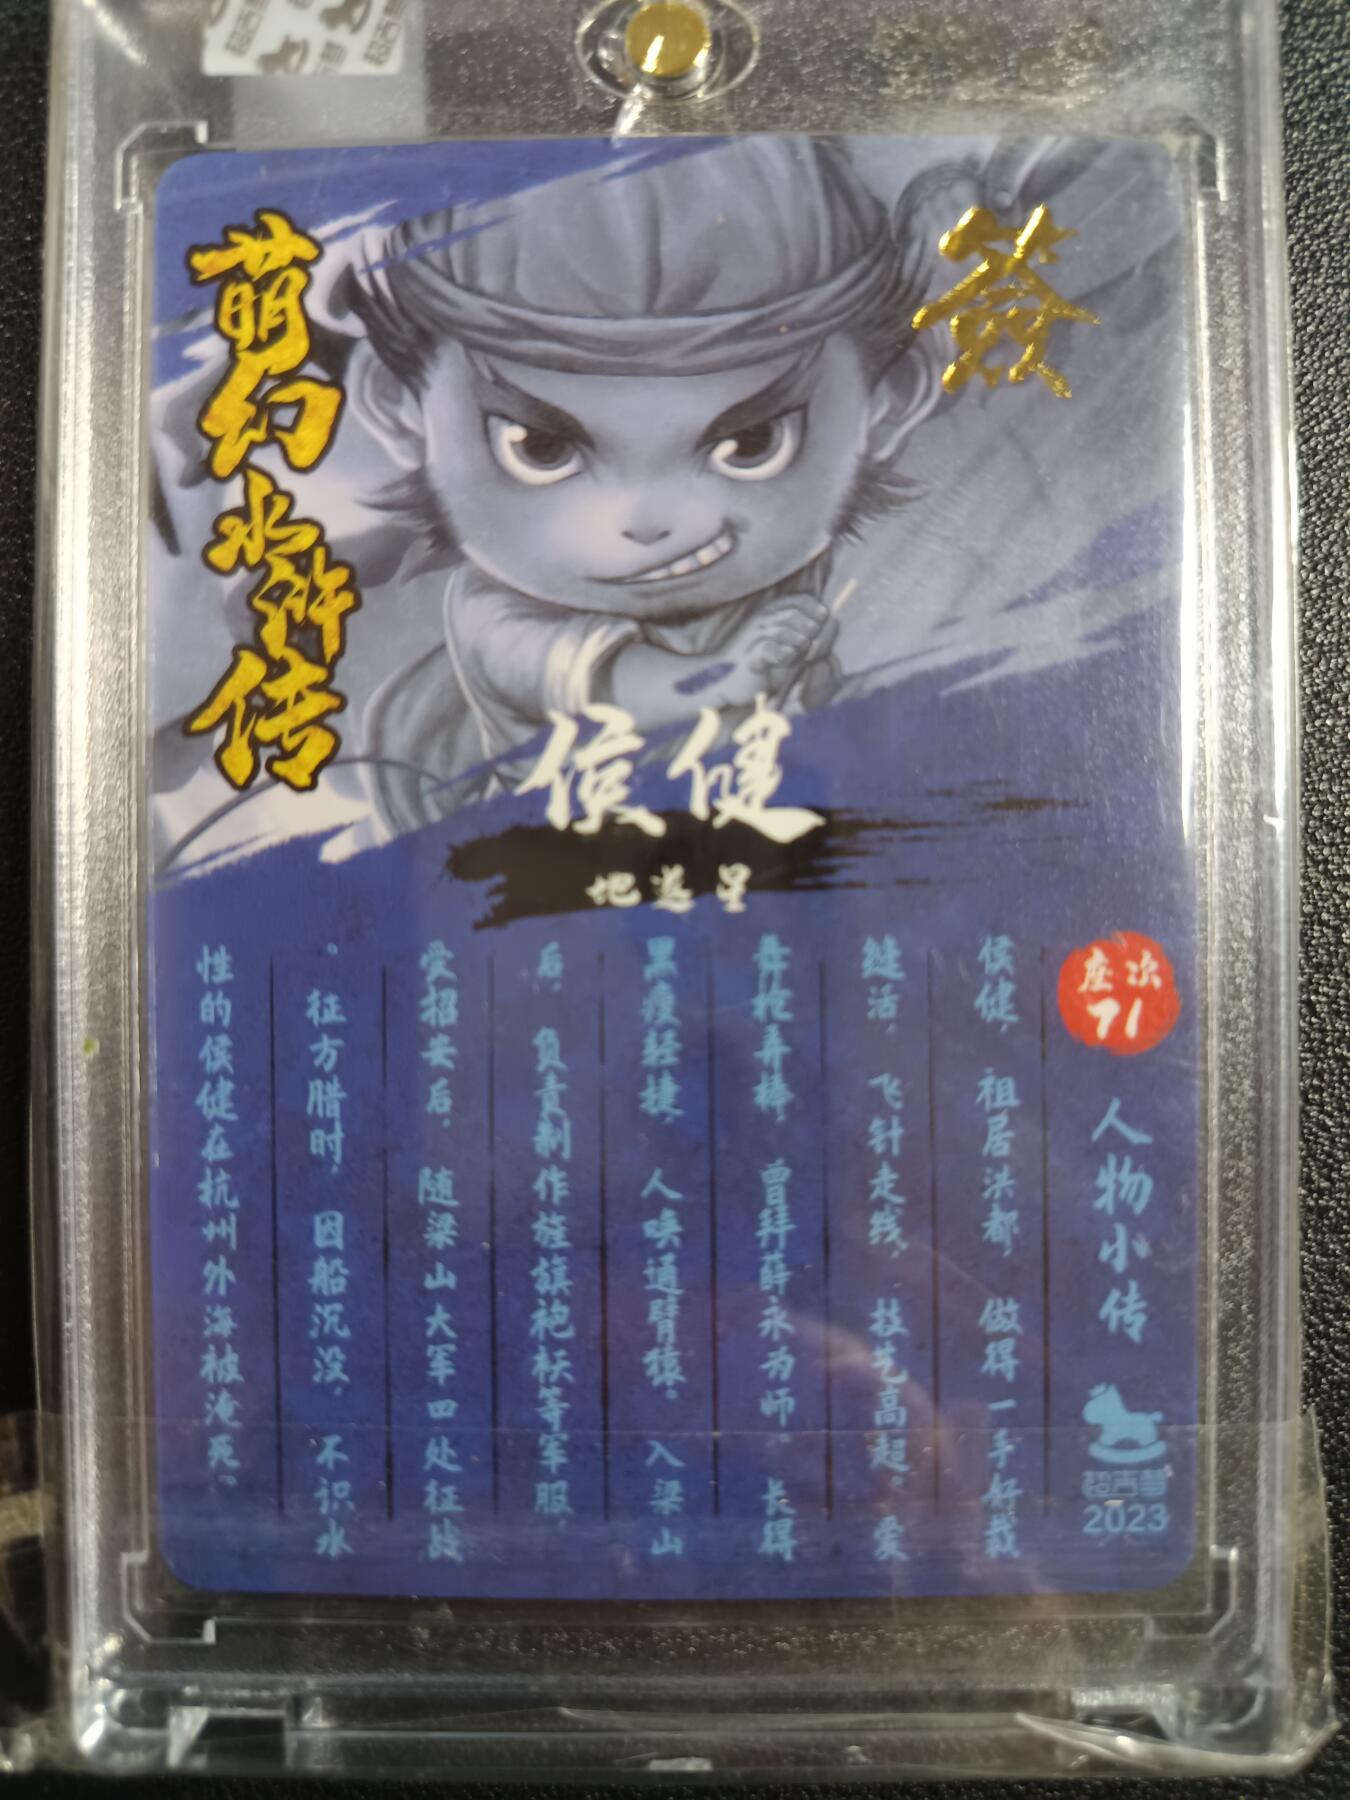 萌幻水浒传
簽
侯健
地遂星
座次
71
人物小传
侯健，祖居洪都，做得一手好裁
缝活，飞针走线，技艺高超。爱
舞枪弄棒，曾拜薛永为师。长得
黑瘦轻捷，人唤通臂猿。入梁山
后，负责制作旌旗袍袄等军服，
受招安后，随梁山大军四处征战
。征方腊时，因船沉没，不识水
性的侯健在杭州外海被淹死。
2023